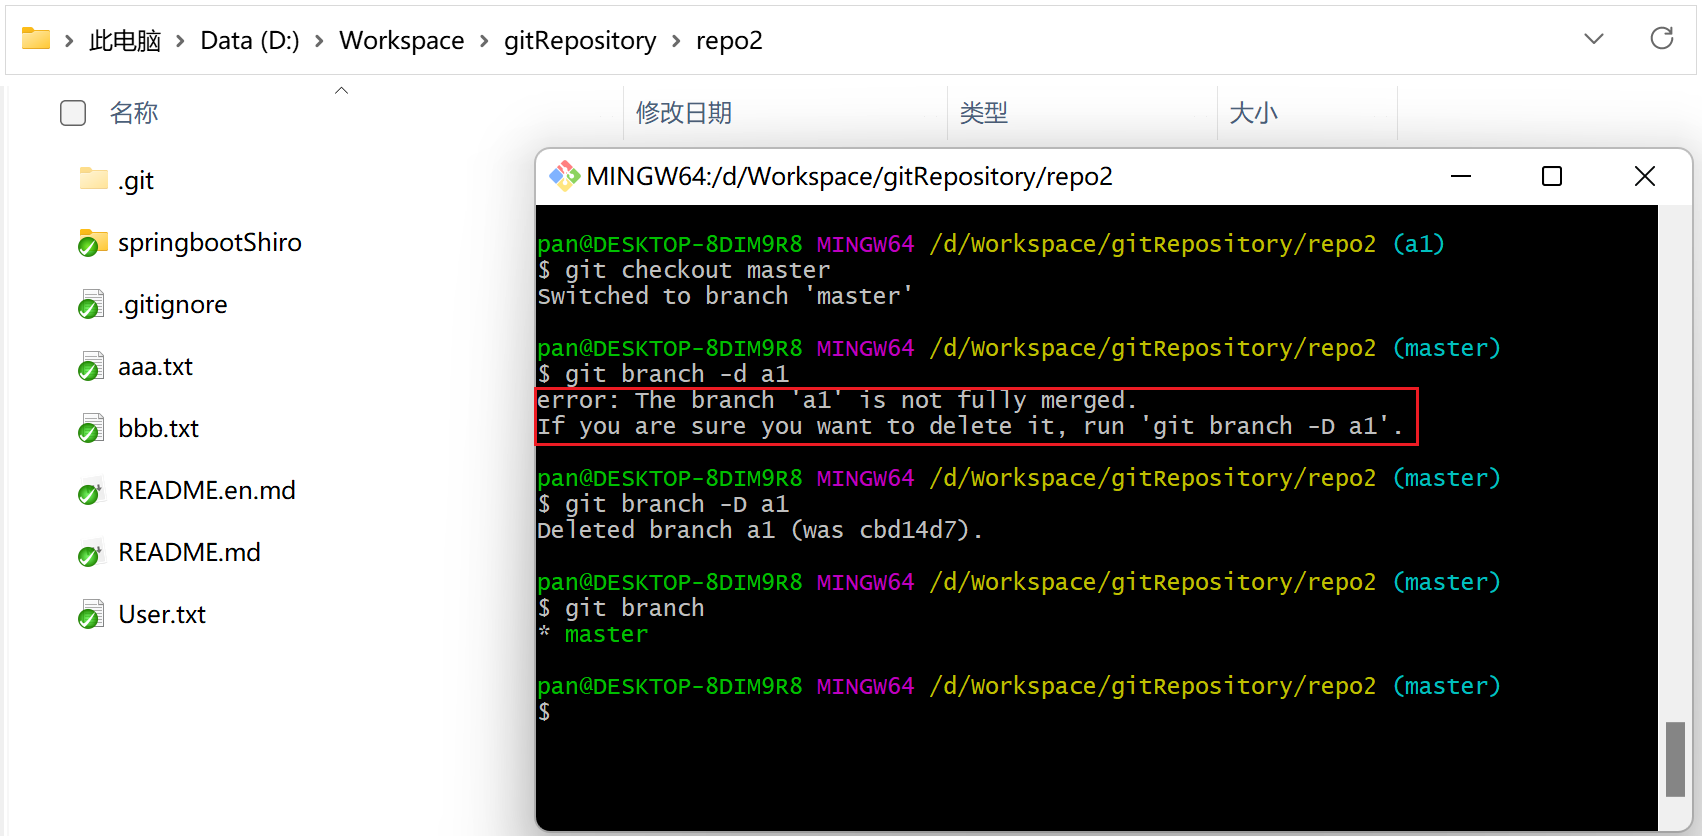 此电脑 > Data (D:) > Workspace > gitRepository > repo2
名称 修改日期 类型 大小
.git
springbootShiro
.gitignore
aaa.txt
bbb.txt
README.en.md
README.md
User.txt
MINGW64:/d/Workspace/gitRepository/repo2
pan@DESKTOP-8DIM9R8 MINGW64 /d/Workspace/gitRepository/repo2 (a1)
$ git checkout master
Switched to branch 'master'
pan@DESKTOP-8DIM9R8 MINGW64 /d/Workspace/gitRepository/repo2 (master)
$ git branch -d a1
error: The branch 'a1' is not fully merged.
If you are sure you want to delete it, run 'git branch -D a1'.
pan@DESKTOP-8DIM9R8 MINGW64 /d/Workspace/gitRepository/repo2 (master)
$ git branch -D a1
Deleted branch a1 (was cbd14d7).
pan@DESKTOP-8DIM9R8 MINGW64 /d/Workspace/gitRepository/repo2 (master)
$ git branch
* master
pan@DESKTOP-8DIM9R8 MINGW64 /d/Workspace/gitRepository/repo2 (master)
$